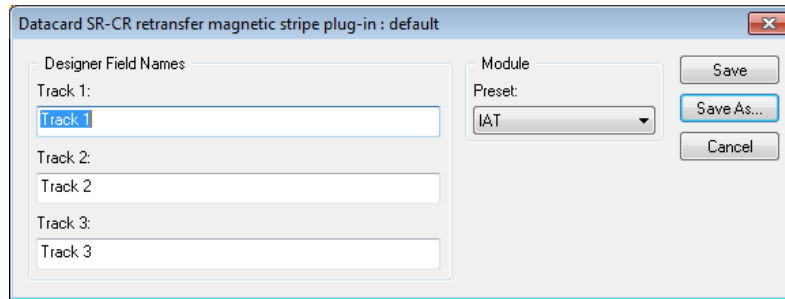 Datacard SR-CR retransfer magnetic stripe plug-in : default
Designer Field Names
Track 1:
Track 1
Track 2:
Track 2
Track 3:
Track 3
Module
Preset:
IAT
Save
Save As...
Cancel